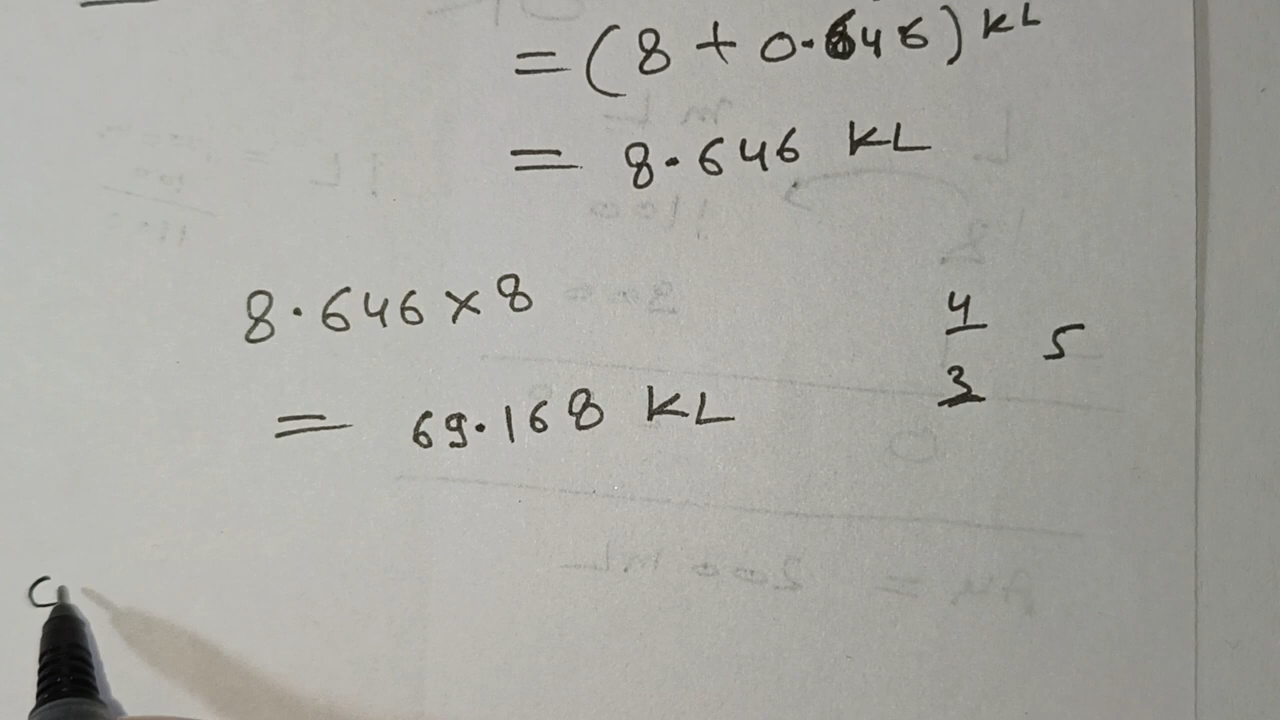 = (8 + 0.646) KL
= 8.646 KL
8.646 × 8
= 69.168 KL
4
3
5
C